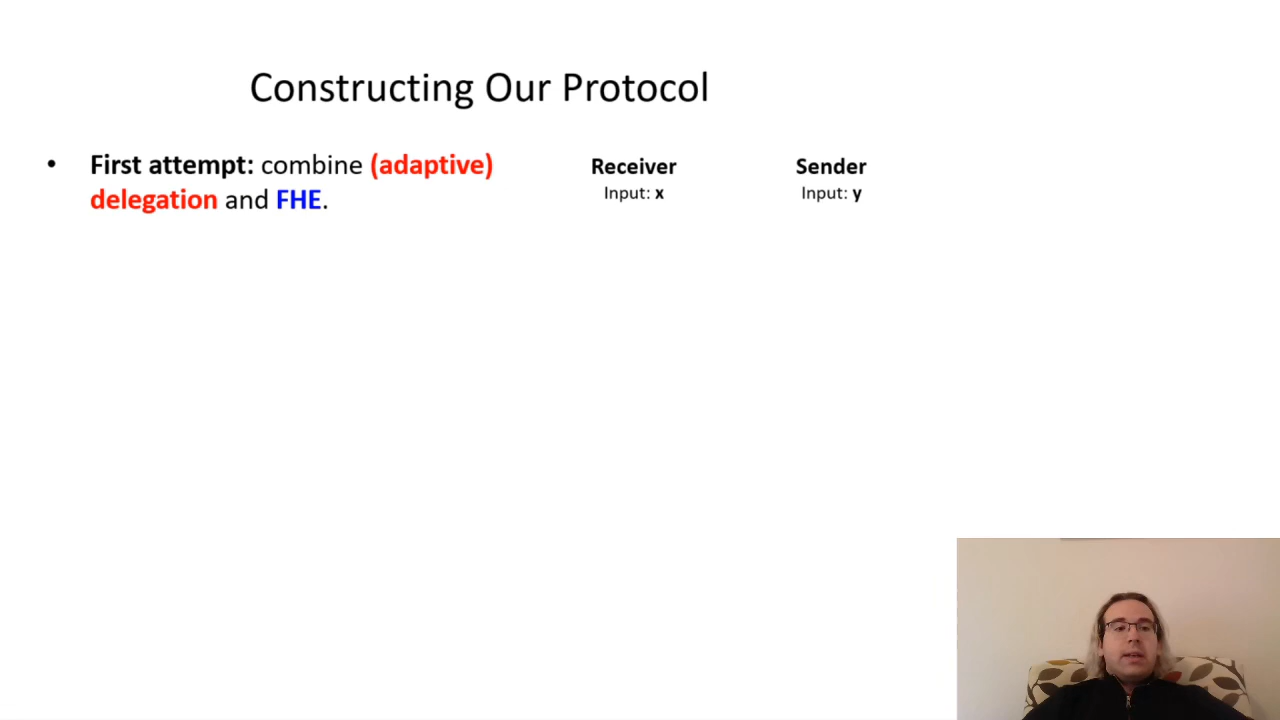 Constructing Our Protocol
• First attempt: combine (adaptive)
delegation and FHE.
Receiver
Input: x
Sender
Input: y